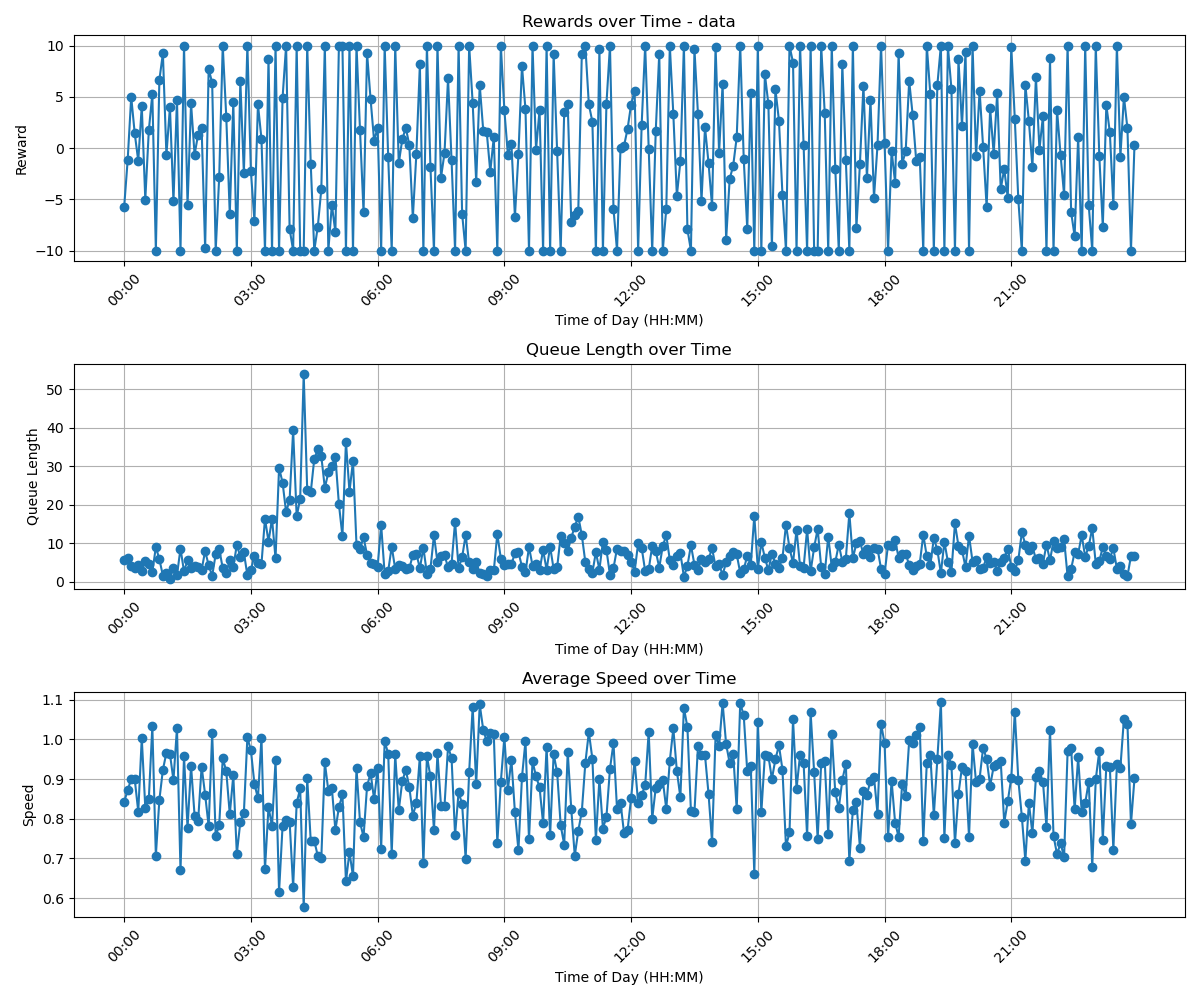 Rewards over Time - data
Reward
10
5
0
−5
−10
00:00 03:00 06:00 09:00 12:00 15:00 18:00 21:00
Time of Day (HH:MM)
Queue Length over Time
Queue Length
50
40
30
20
10
0
00:00 03:00 06:00 09:00 12:00 15:00 18:00 21:00
Time of Day (HH:MM)
Average Speed over Time
Speed
1.1
1.0
0.9
0.8
0.7
0.6
00:00 03:00 06:00 09:00 12:00 15:00 18:00 21:00
Time of Day (HH:MM)